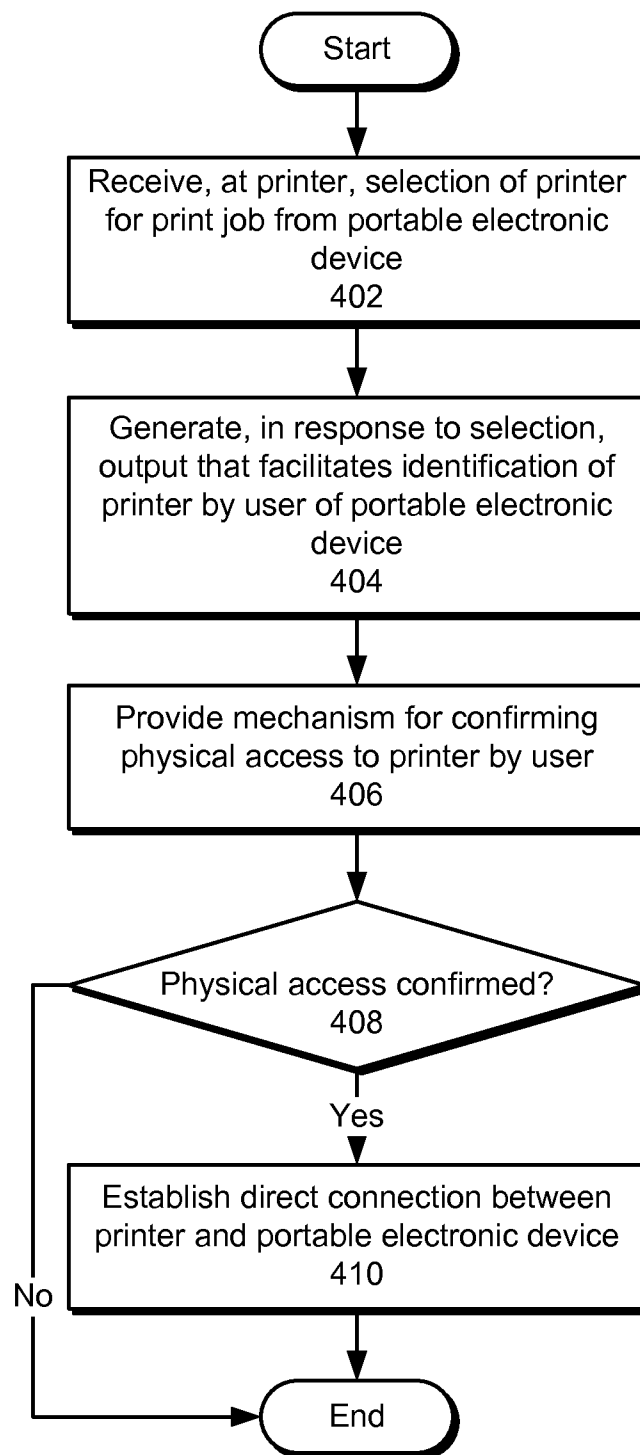 Start
Receive, at printer, selection of printer
for print job from portable electronic
device
402
Generate, in response to selection,
output that facilitates identification of
printer by user of portable electronic
device
404
Provide mechanism for confirming
physical access to printer by user
406
Physical access confirmed?
408
Yes
Establish direct connection between
printer and portable electronic device
410
No
End